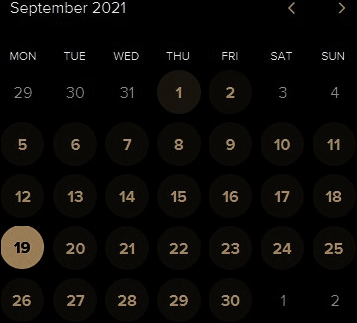 September 2021
MON TUE WED THU FRI SAT SUN
29 30 31 1 2 3 4
5 6 7 8 9 10 11
12 13 14 15 16 17 18
19 20 21 22 23 24 25
26 27 28 29 30 1 2